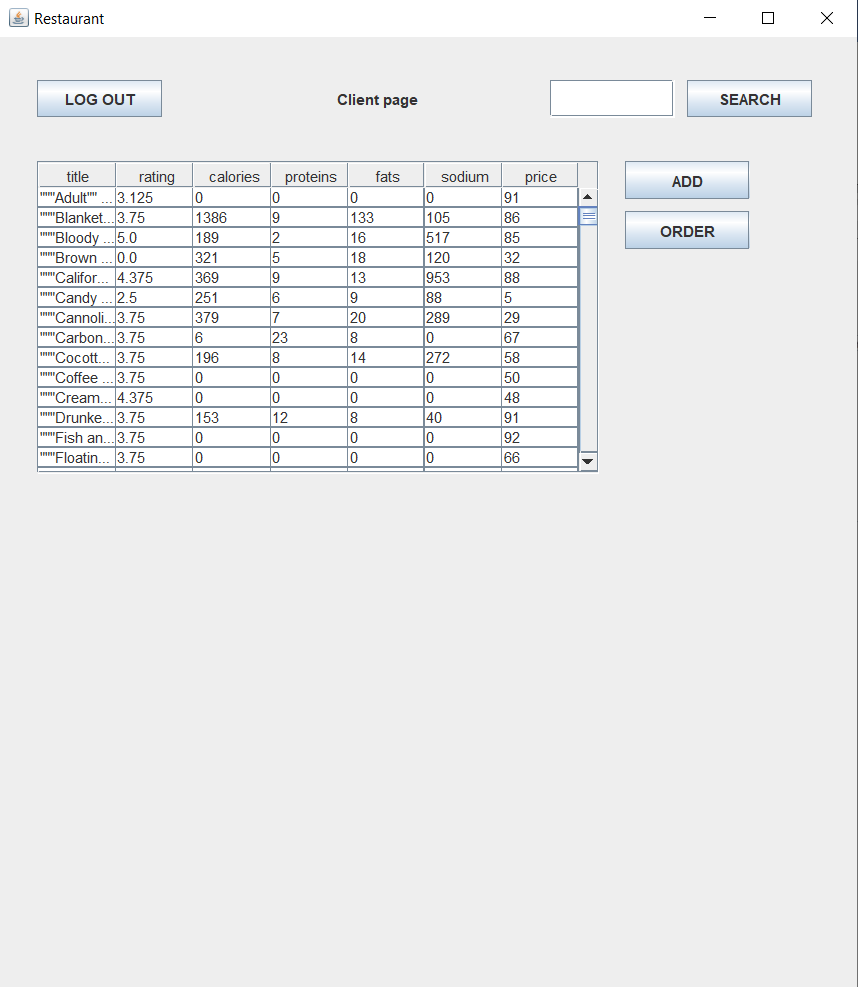 Restaurant
LOG OUT Client page SEARCH
title rating calories proteins fats sodium price
"""Adult"" ... 3.125 0 0 0 0 91
"""Blanket... 3.75 1386 9 133 105 86
"""Bloody ... 5.0 189 2 16 517 85
"""Brown ... 0.0 321 5 18 120 32
"""Califor... 4.375 369 9 13 953 88
"""Candy ... 2.5 251 6 9 88 5
"""Cannoli... 3.75 379 7 20 289 29
"""Carbon... 3.75 6 23 8 0 67
"""Cocott... 3.75 196 8 14 272 58
"""Coffee ... 3.75 0 0 0 0 50
"""Cream... 4.375 0 0 0 0 48
"""Drunke... 3.75 153 12 8 40 91
"""Fish an... 3.75 0 0 0 0 92
"""Floatin... 3.75 0 0 0 0 66
ADD
ORDER